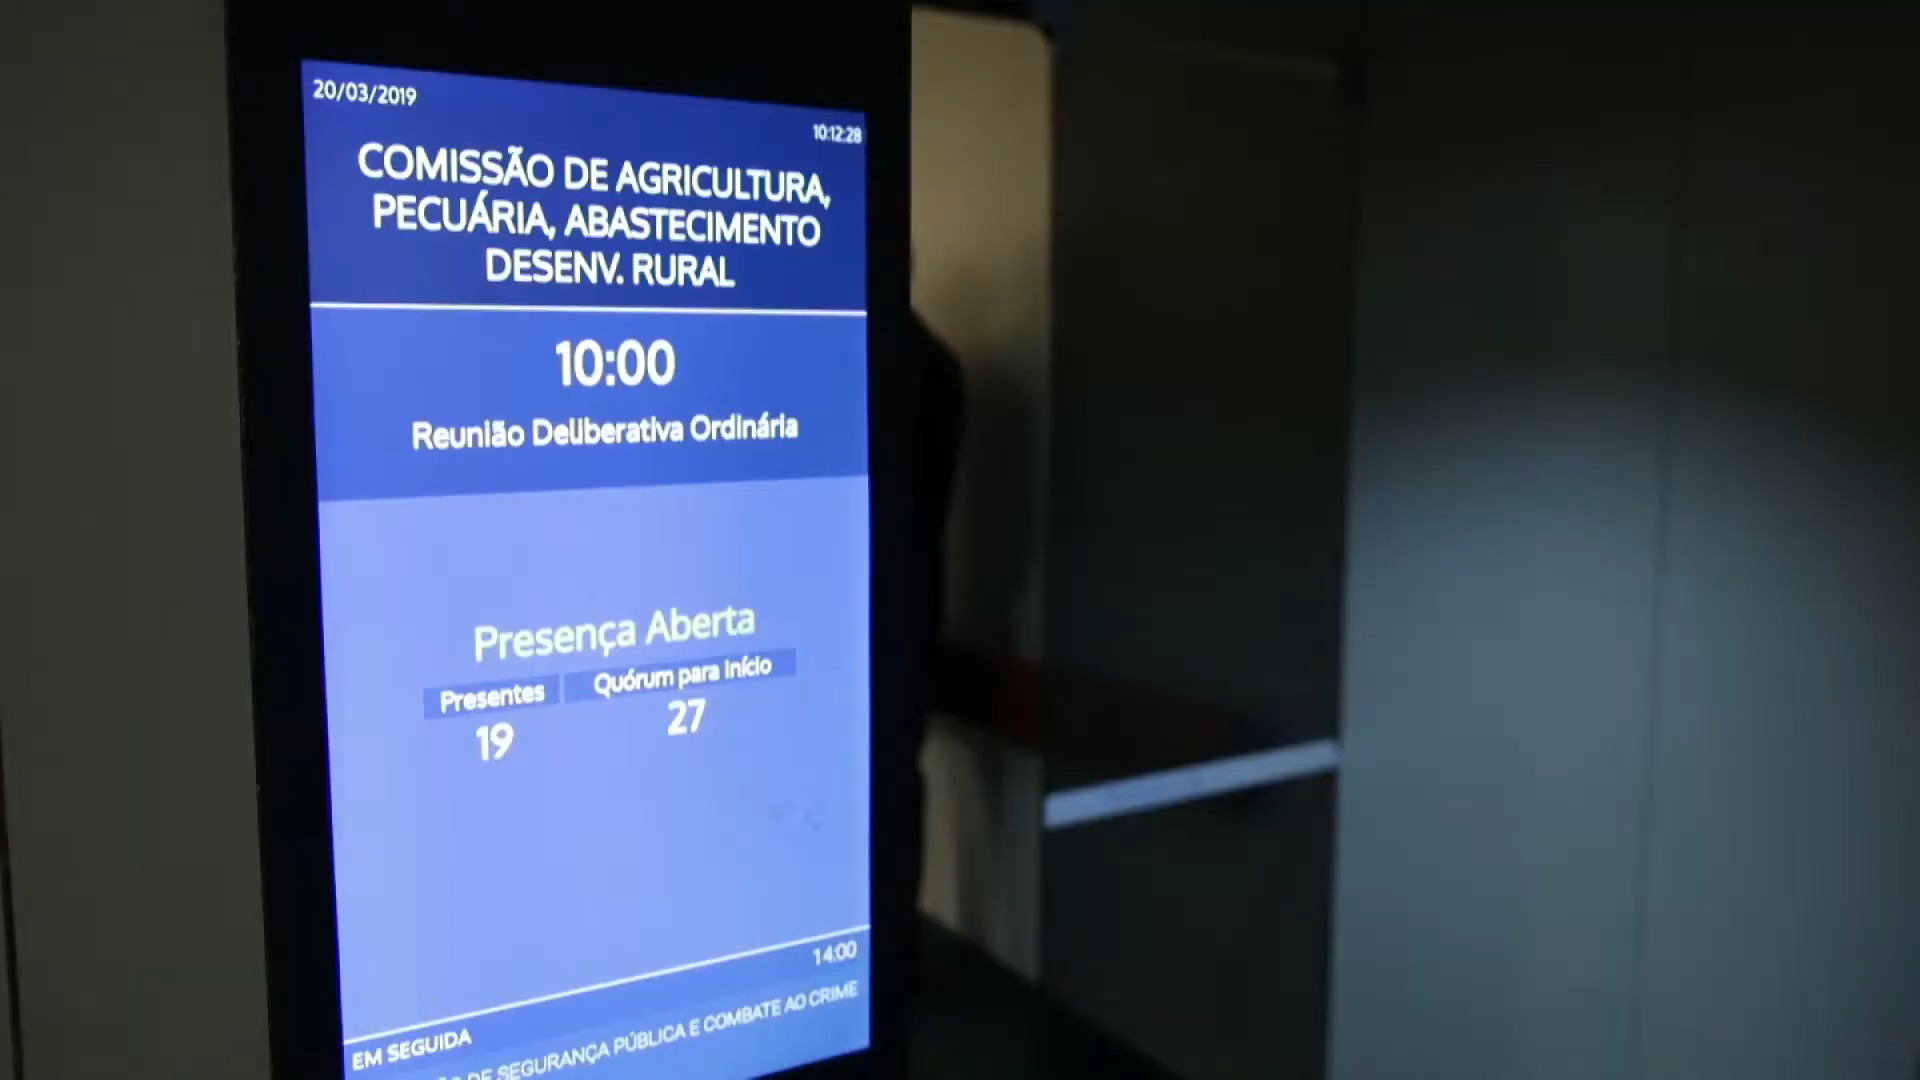 20/03/2019
10:12:28
COMISSÃO DE AGRICULTURA,
PECUÁRIA, ABASTECIMENTO
DESENV. RURAL
10:00
Reunião Deliberativa Ordinária
Presença Aberta
Presentes Quórum para Início
19 27
14:00
EM SEGUIDA
DE SEGURANÇA PÚBLICA E COMBATE AO CRIME